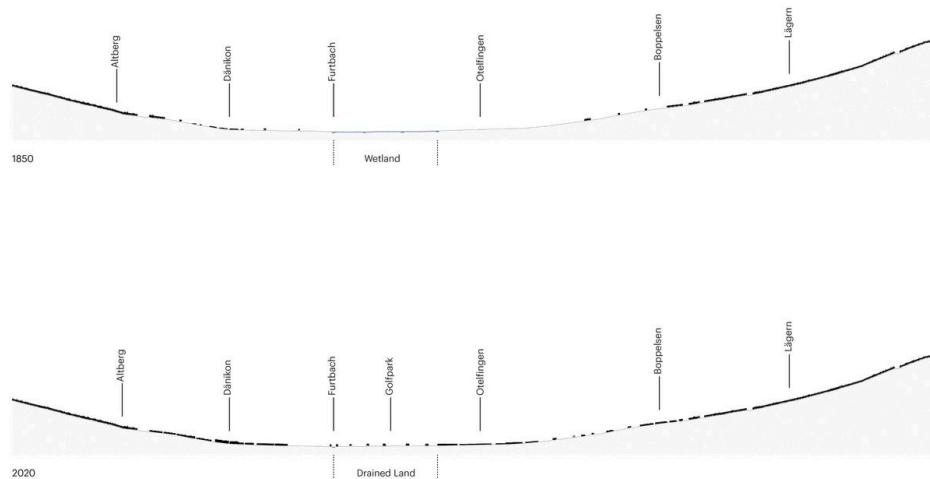 Altberg
Dänikon
Furtbach
Otelfingen
Boppelsen
Lägern
1850
Wetland
Altberg
Dänikon
Furtbach
Golfpark
Otelfingen
Boppelsen
Lägern
2020
Drained Land